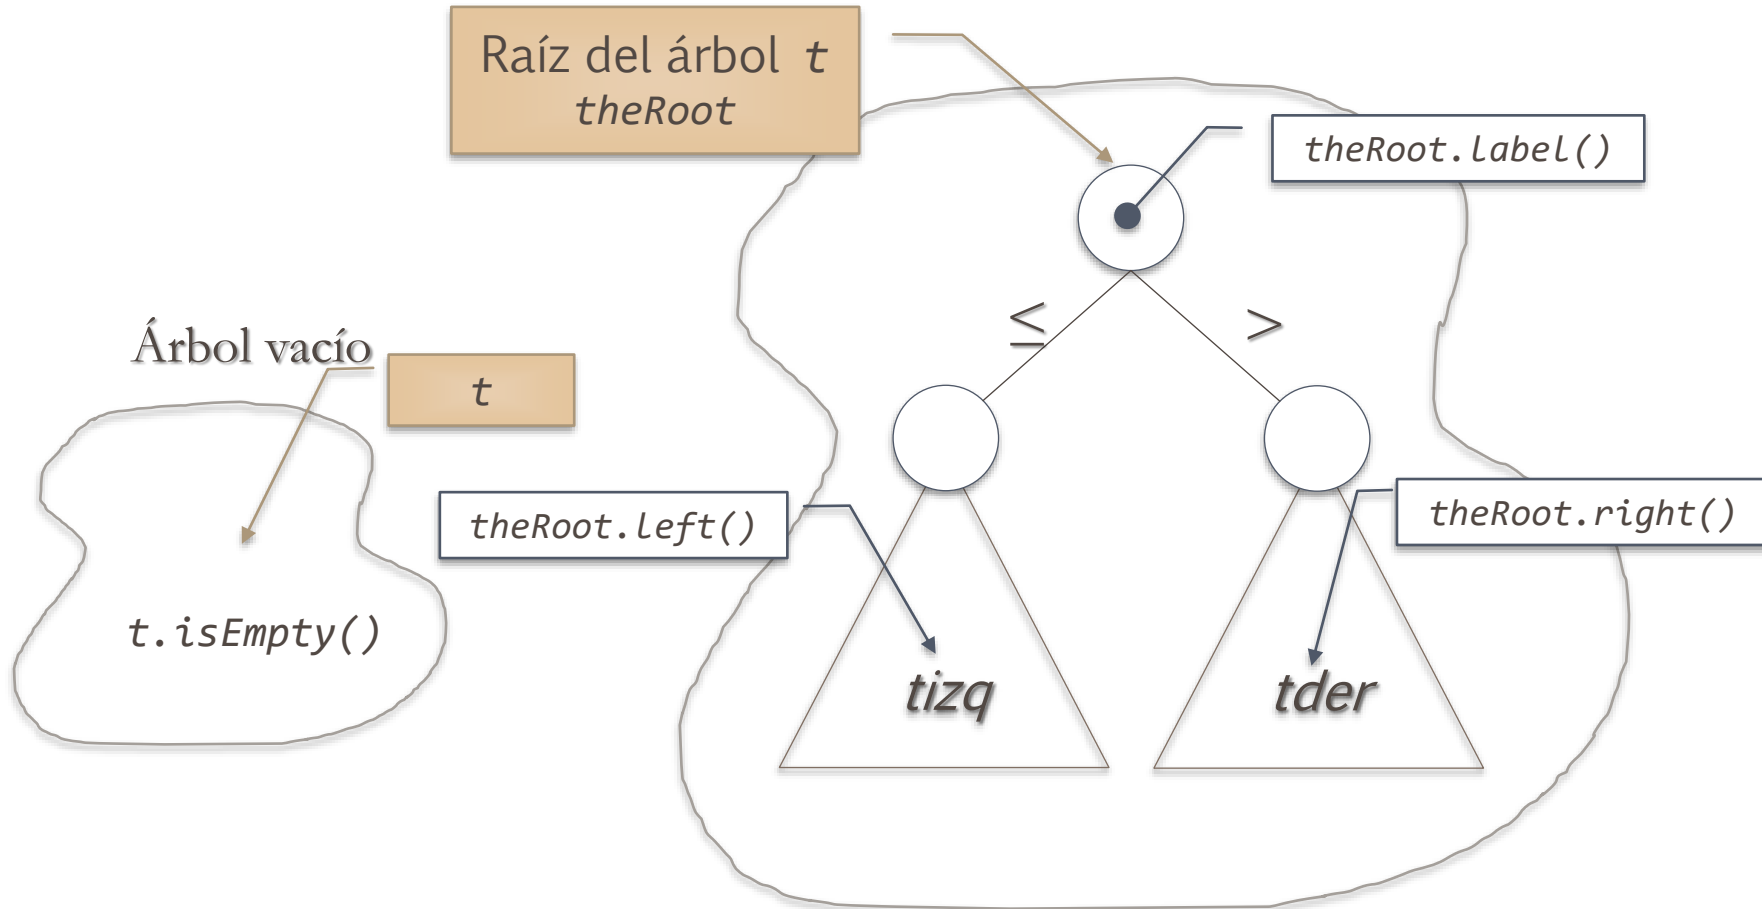 Raíz del árbol t
theRoot
theRoot.label()
≤
>
Árbol vacío
t
theRoot.left()
theRoot.right()
t.isEmpty()
tizq
tder